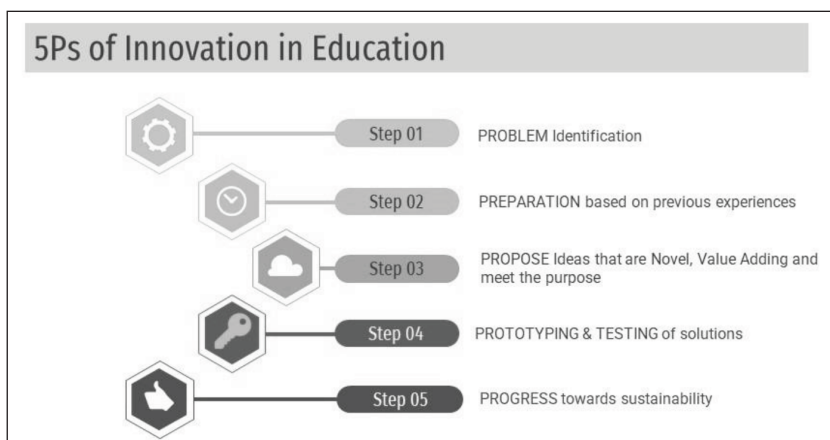 5Ps of Innovation in Education
Step 01
PROBLEM Identification
Step 02
PREPARATION based on previous experiences
Step 03
PROPOSE Ideas that are Novel, Value Adding and
meet the purpose
Step 04
PROTOTYPING & TESTING of solutions
Step 05
PROGRESS towards sustainability